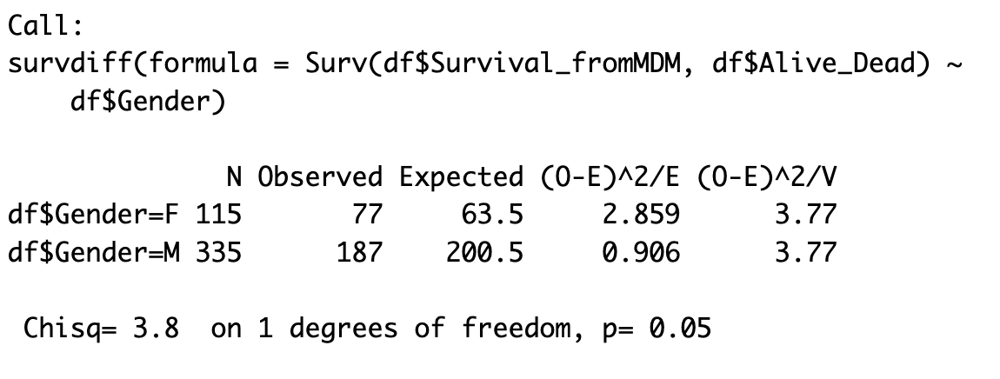 Call:
survdiff(formula = Surv(df$Survival_fromMDM, df$Alive_Dead) ~
    df$Gender)

              N Observed Expected (O-E)^2/E (O-E)^2/V
df$Gender=F 115       77     63.5     2.859      3.77
df$Gender=M 335      187    200.5     0.906      3.77

 Chisq= 3.8  on 1 degrees of freedom, p= 0.05